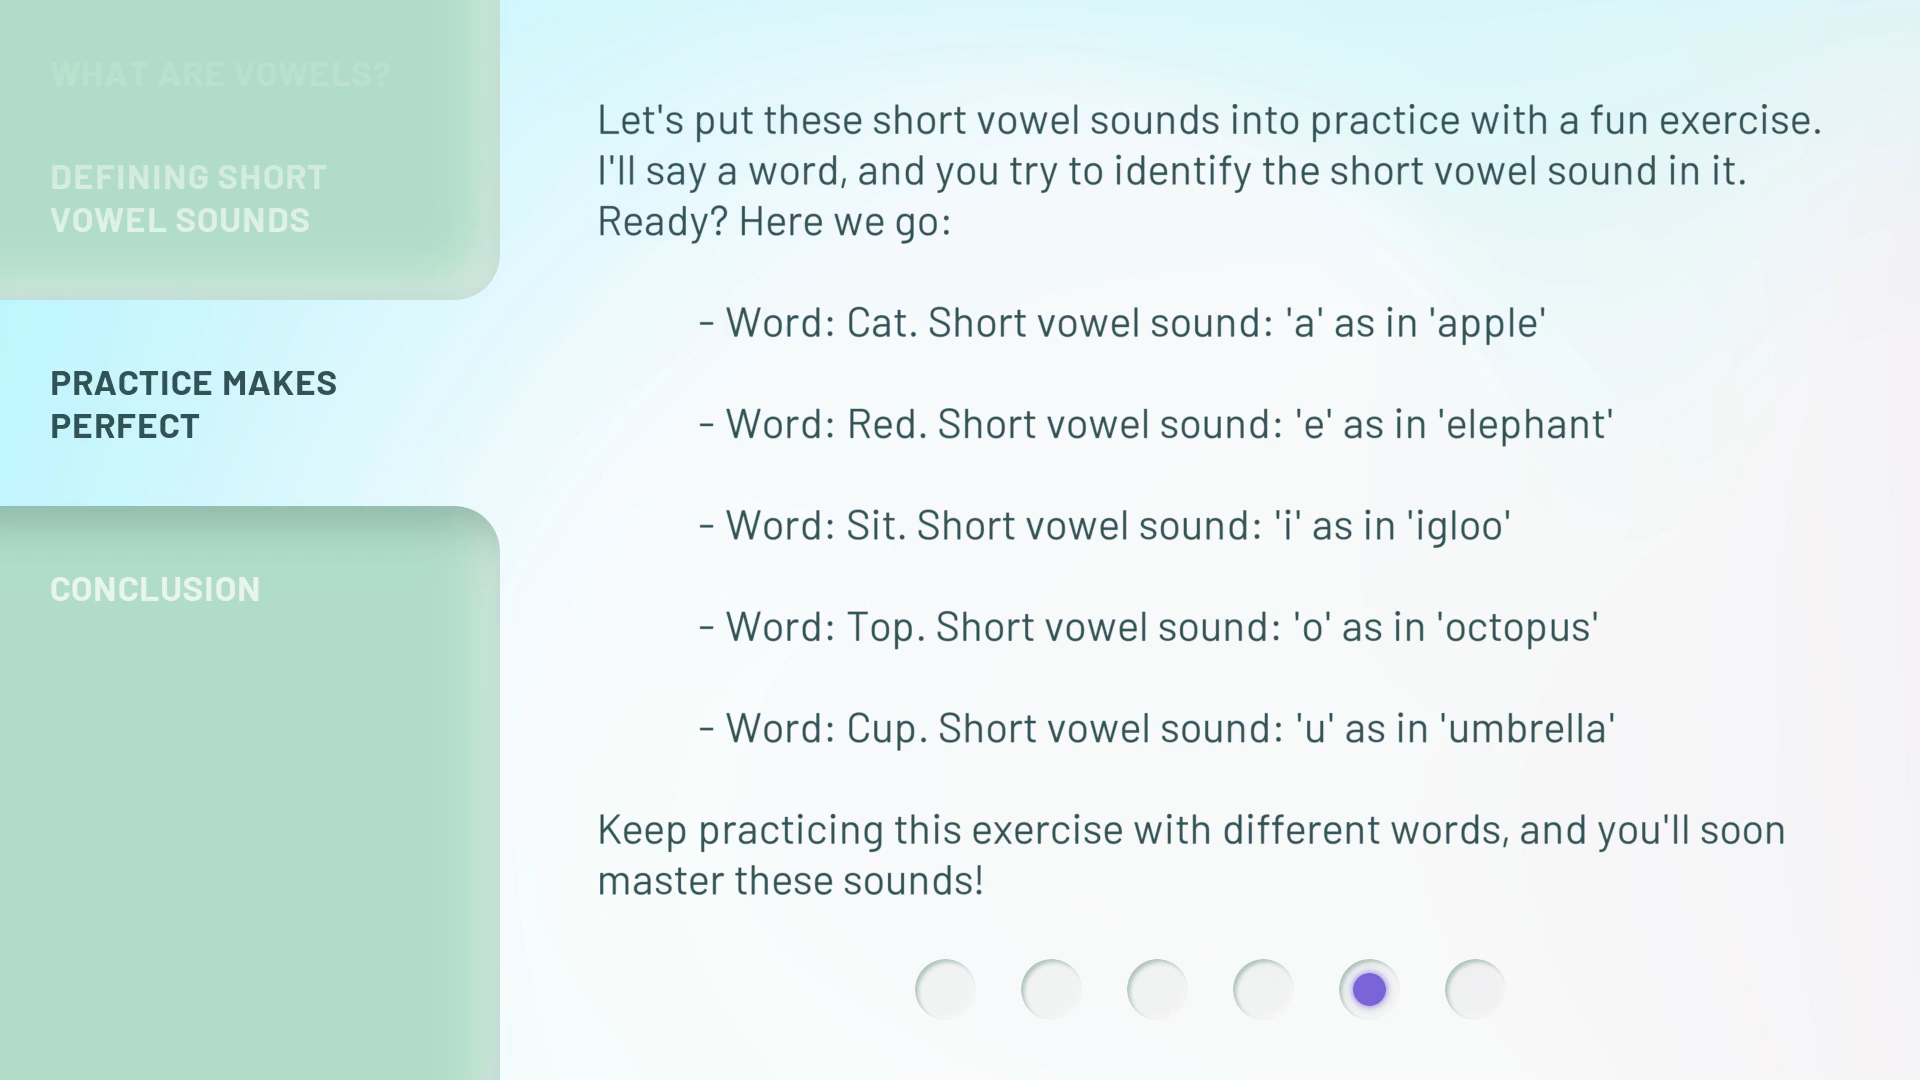 WHAT ARE VOWELS?
DEFINING SHORT
VOWEL SOUNDS
PRACTICE MAKES
PERFECT
CONCLUSION
Let's put these short vowel sounds into practice with a fun exercise.
I'll say a word, and you try to identify the short vowel sound in it.
Ready? Here we go:
- Word: Cat. Short vowel sound: 'a' as in 'apple'
- Word: Red. Short vowel sound: 'e' as in 'elephant'
- Word: Sit. Short vowel sound: 'i' as in 'igloo'
- Word: Top. Short vowel sound: 'o' as in 'octopus'
- Word: Cup. Short vowel sound: 'u' as in 'umbrella'
Keep practicing this exercise with different words, and you'll soon
master these sounds!